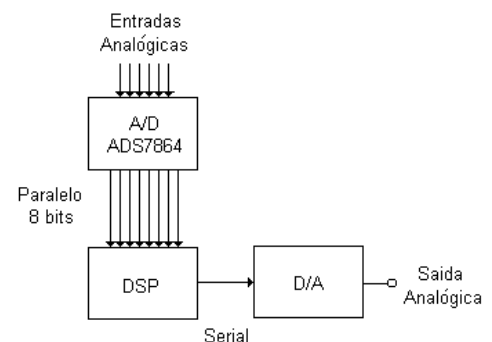 Entradas
Analógicas
A/D
ADS7864
Paralelo
8 bits
DSP
D/A
Saida
Analógica
Serial